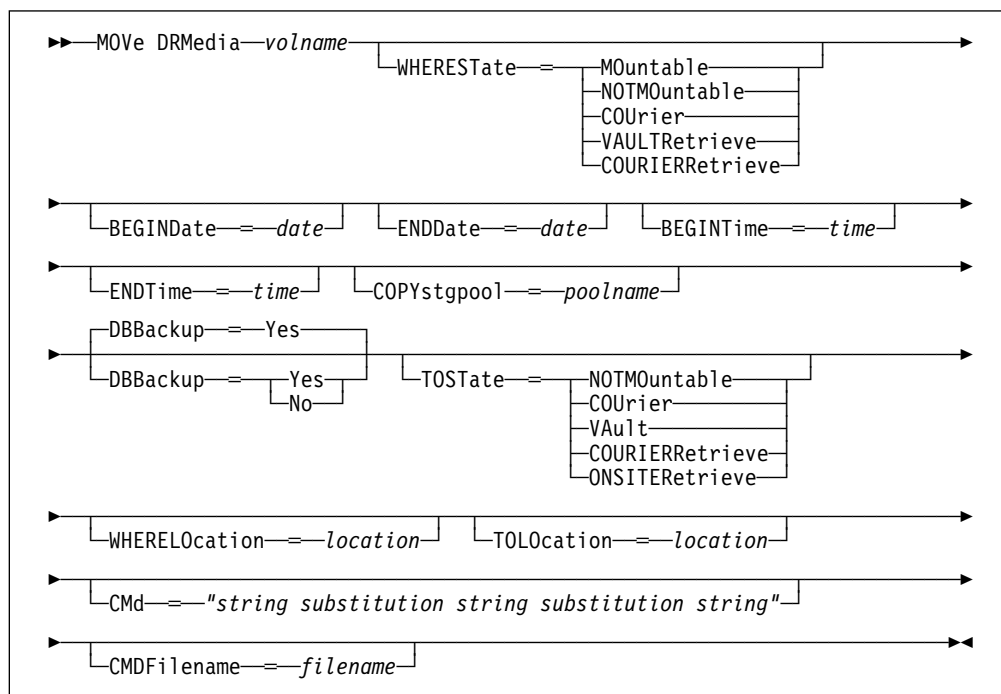 MOVe DRMedia volname
WHERESTate = MOuntable
NOTMOuntable
COUrier
VAULTRetrieve
COURIERRetrieve
BEGINDate = date ENDDate = date BEGINTime = time
ENDTime = time COPYstgpool = poolname
DBBackup = Yes
DBBackup = Yes TOSTate = NOTMOuntable
No COUrier
VAult
COURIERRetrieve
ONSITERetrieve
WHERELOcation = location TOLOcation = location
CMd = "string substitution string substitution string"
CMDFilename = filename